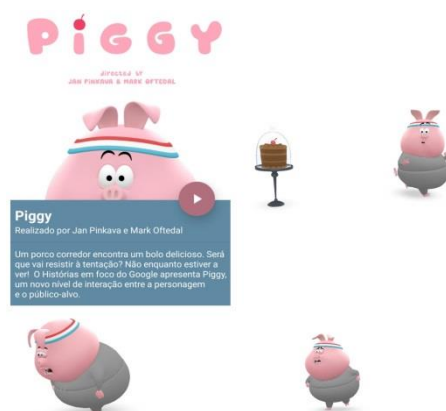 PiGGY
directed by
JAN PINKAVA & MARK OFTEDAL
Piggy
Realizado por Jan Pinkava e Mark Oftedal
Um porco corredor encontra um bolo delicioso. Será
que vai resistir à tentação? Não enquanto estiver a
ver! O Histórias em foco do Google apresenta Piggy,
um novo nível de interação entre a personagem
e o público-alvo.